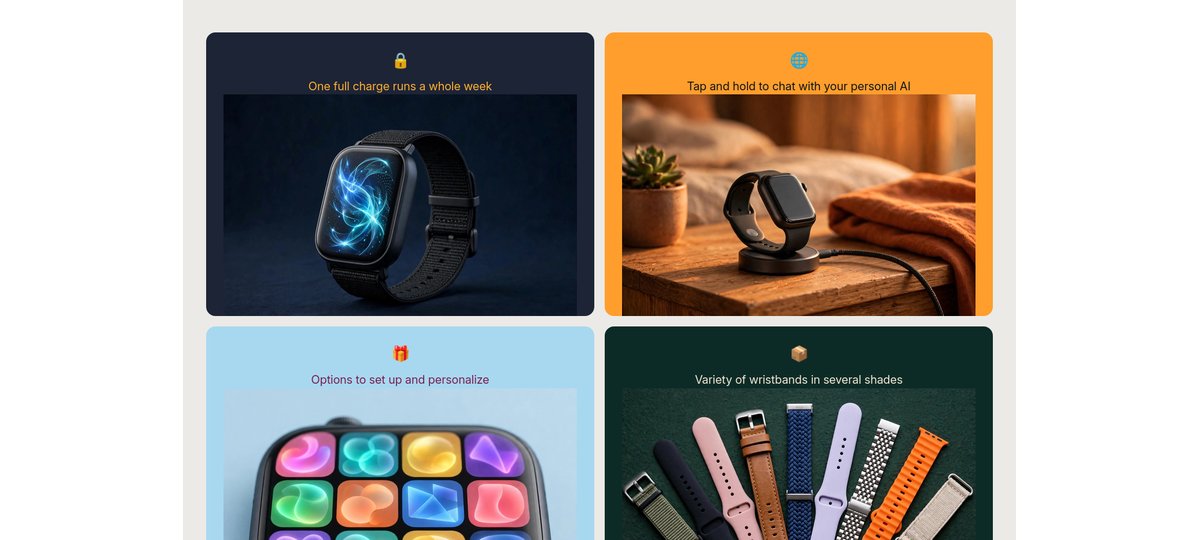 One full charge runs a whole week
Tap and hold to chat with your personal AI
Options to set up and personalize
Variety of wristbands in several shades